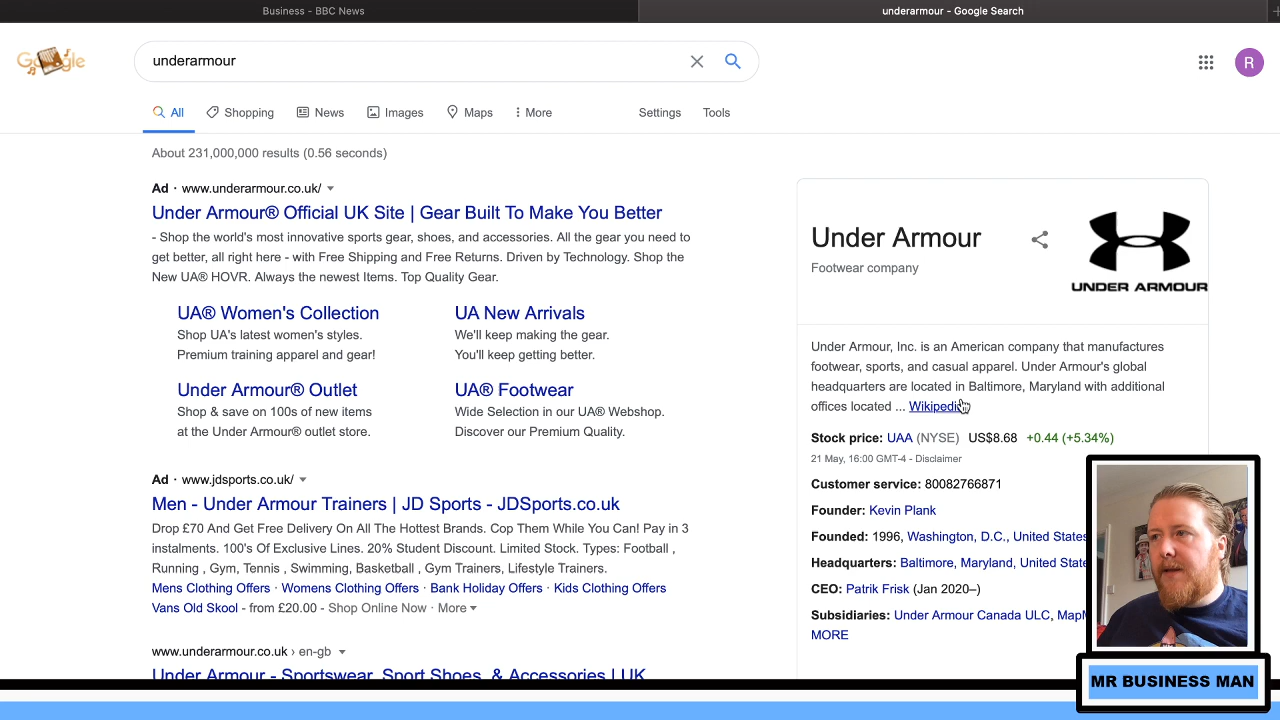 Business - BBC News
underarmour - Google Search
Google
underarmour
R
All
Shopping
News
Images
Maps
More
Settings
Tools
About 231,000,000 results (0.56 seconds)
Ad · www.underarmour.co.uk/
Under Armour® Official UK Site | Gear Built To Make You Better
- Shop the world's most innovative sports gear, shoes, and accessories. All the gear you need to
get better, all right here - with Free Shipping and Free Returns. Driven by Technology. Shop the
New UA® HOVR. Always the newest Items. Top Quality Gear.
UA® Women's Collection
Shop UA's latest women's styles.
Premium training apparel and gear!
UA New Arrivals
We'll keep making the gear.
You'll keep getting better.
Under Armour® Outlet
Shop & save on 100s of new items
at the Under Armour® outlet store.
UA® Footwear
Wide Selection in our UA® Webshop.
Discover our Premium Quality.
Ad · www.jdsports.co.uk/
Men - Under Armour Trainers | JD Sports - JDSports.co.uk
Drop £70 And Get Free Delivery On All The Hottest Brands. Cop Them While You Can! Pay in 3
instalments. 100's Of Exclusive Lines. 20% Student Discount. Limited Stock. Types: Football ,
Running , Gym, Tennis , Swimming, Basketball , Gym Trainers, Lifestyle Trainers.
Mens Clothing Offers · Womens Clothing Offers · Bank Holiday Offers · Kids Clothing Offers
Vans Old Skool - from £20.00 - Shop Online Now · More
www.underarmour.co.uk › en-gb
Under Armour - Sportswear, Sport Shoes, & Accessories | UK
Under Armour
Footwear company
UNDER ARMOUR
Under Armour, Inc. is an American company that manufactures
footwear, sports, and casual apparel. Under Armour's global
headquarters are located in Baltimore, Maryland with additional
offices located ... Wikipedia
Stock price: UAA (NYSE) US$8.68 +0.44 (+5.34%)
21 May, 16:00 GMT-4 - Disclaimer
Customer service: 80082766871
Founder: Kevin Plank
Founded: 1996, Washington, D.C., United States
Headquarters: Baltimore, Maryland, United State
CEO: Patrik Frisk (Jan 2020–)
Subsidiaries: Under Armour Canada ULC, MapM
MORE
MR BUSINESS MAN